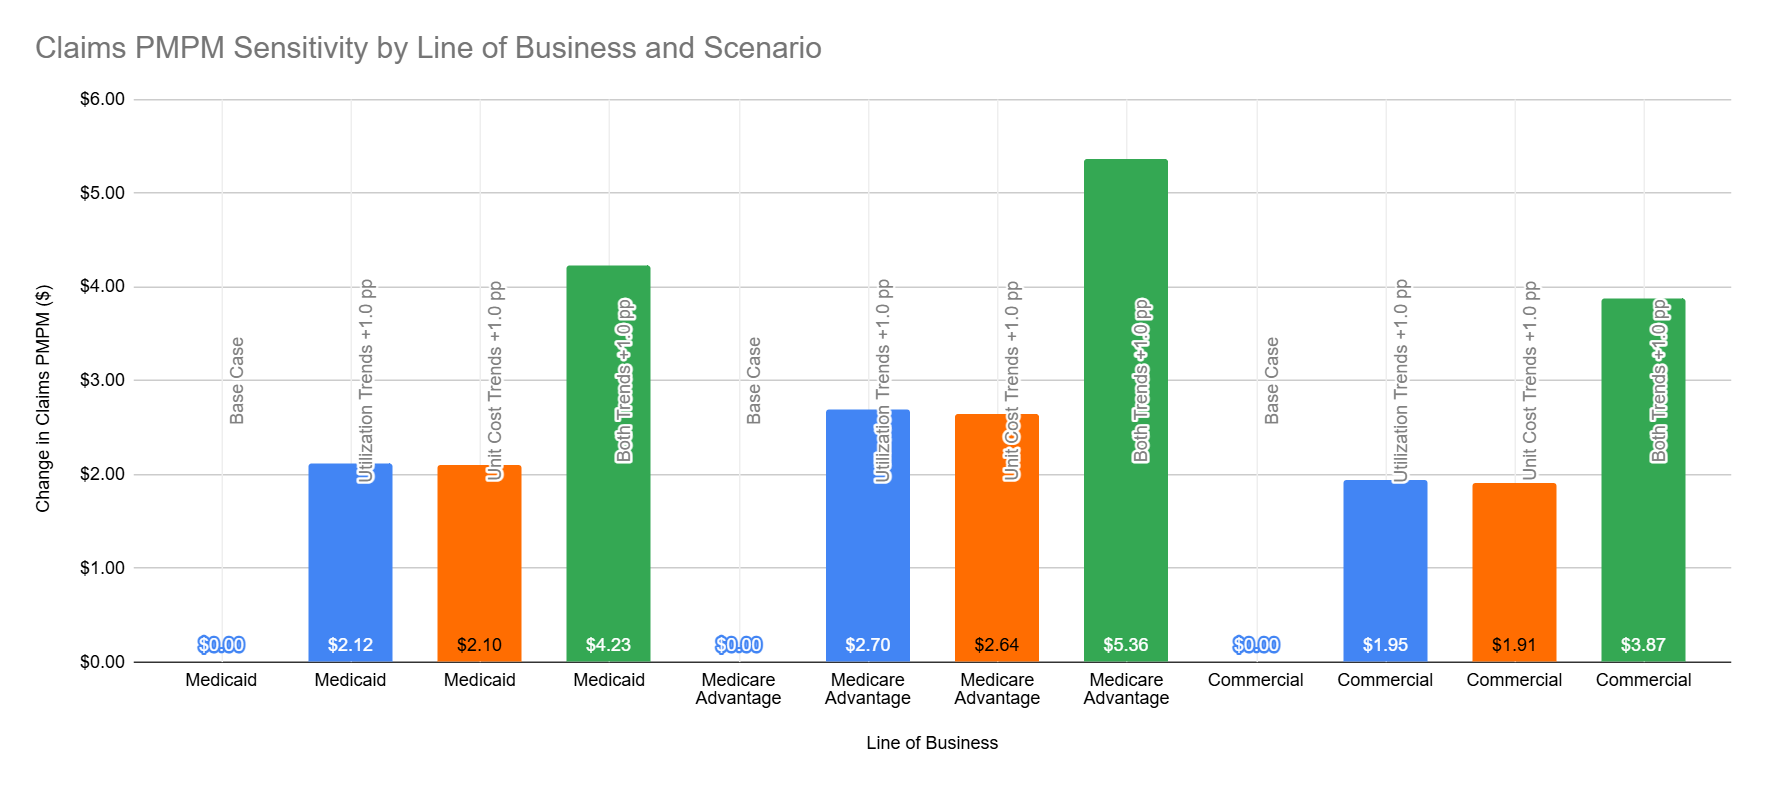 Claims PMPM Sensitivity by Line of Business and Scenario
Change in Claims PMPM ($)
$6.00
$5.00
$4.00
$3.00
$2.00
$1.00
$0.00
Base Case
Utilization Trends +1.0 pp
Unit Cost Trends +1.0 pp
Both Trends +1.0 pp
Base Case
Utilization Trends +1.0 pp
Unit Cost Trends +1.0 pp
Both Trends +1.0 pp
Base Case
Utilization Trends +1.0 pp
Unit Cost Trends +1.0 pp
Both Trends +1.0 pp
$0.00
$2.12
$2.10
$4.23
$0.00
$2.70
$2.64
$5.36
$0.00
$1.95
$1.91
$3.87
Medicaid
Medicaid
Medicaid
Medicaid
Medicare
Advantage
Medicare
Advantage
Medicare
Advantage
Medicare
Advantage
Commercial
Commercial
Commercial
Commercial
Line of Business